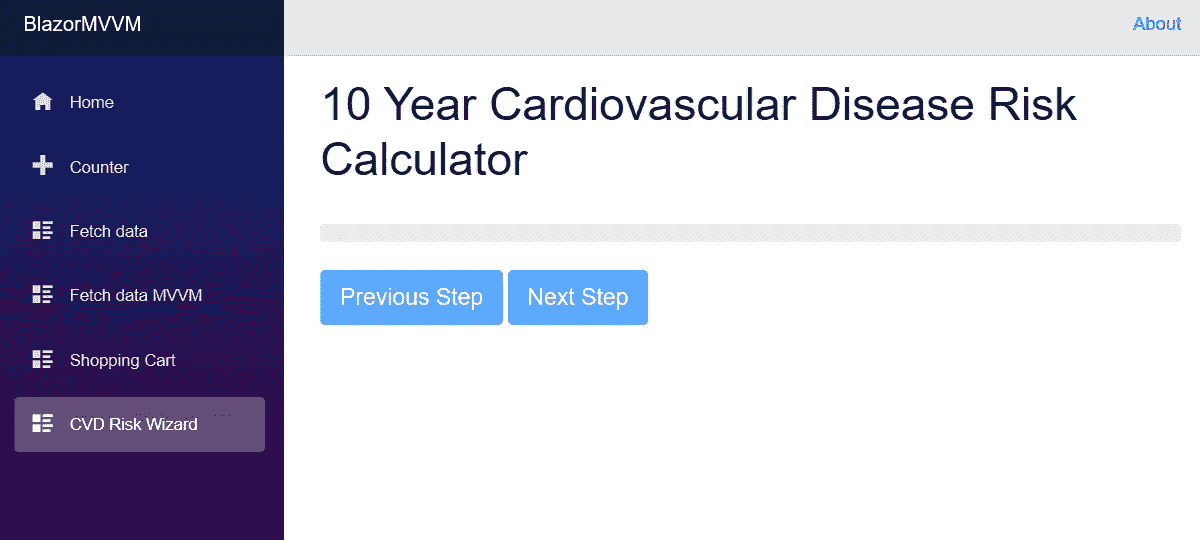 BlazorMVVM
About
Home
Counter
Fetch data
Fetch data MVVM
Shopping Cart
CVD Risk Wizard
10 Year Cardiovascular Disease Risk
Calculator
Previous Step
Next Step